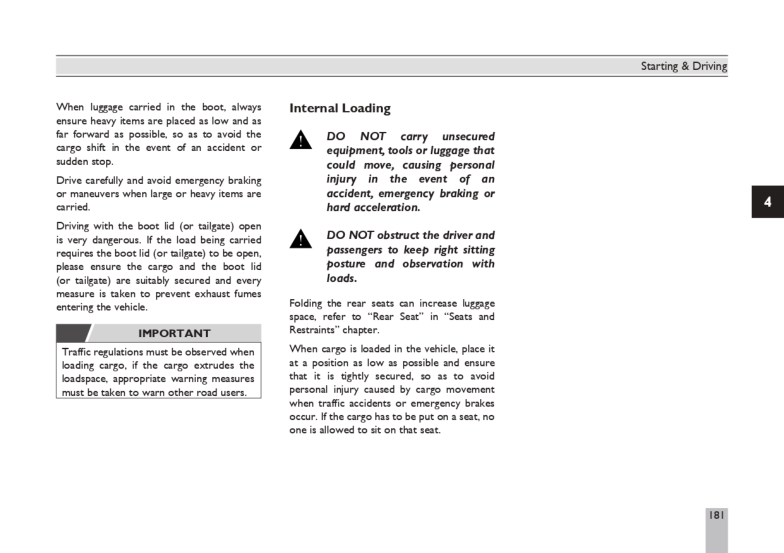 Starting & Driving
When luggage carried in the boot, always
ensure heavy items are placed as low and as
far forward as possible, so as to avoid the
cargo shift in the event of an accident or
sudden stop.
Drive carefully and avoid emergency braking
or maneuvers when large or heavy items are
carried.
Driving with the boot lid (or tailgate) open
is very dangerous. If the load being carried
requires the boot lid (or tailgate) to be open,
please ensure the cargo and the boot lid
(or tailgate) are suitably secured and every
measure is taken to prevent exhaust fumes
entering the vehicle.
IMPORTANT
Traffic regulations must be observed when
loading cargo, if the cargo extrudes the
loadspace, appropriate warning measures
must be taken to warn other road users.
Internal Loading
DO NOT carry unsecured
equipment, tools or luggage that
could move, causing personal
injury in the event of an
accident, emergency braking or
hard acceleration.
DO NOT obstruct the driver and
passengers to keep right sitting
posture and observation with
loads.
Folding the rear seats can increase luggage
space, refer to “Rear Seat” in “Seats and
Restraints” chapter.
When cargo is loaded in the vehicle, place it
at a position as low as possible and ensure
that it is tightly secured, so as to avoid
personal injury caused by cargo movement
when traffic accidents or emergency brakes
occur. If the cargo has to be put on a seat, no
one is allowed to sit on that seat.
4
181